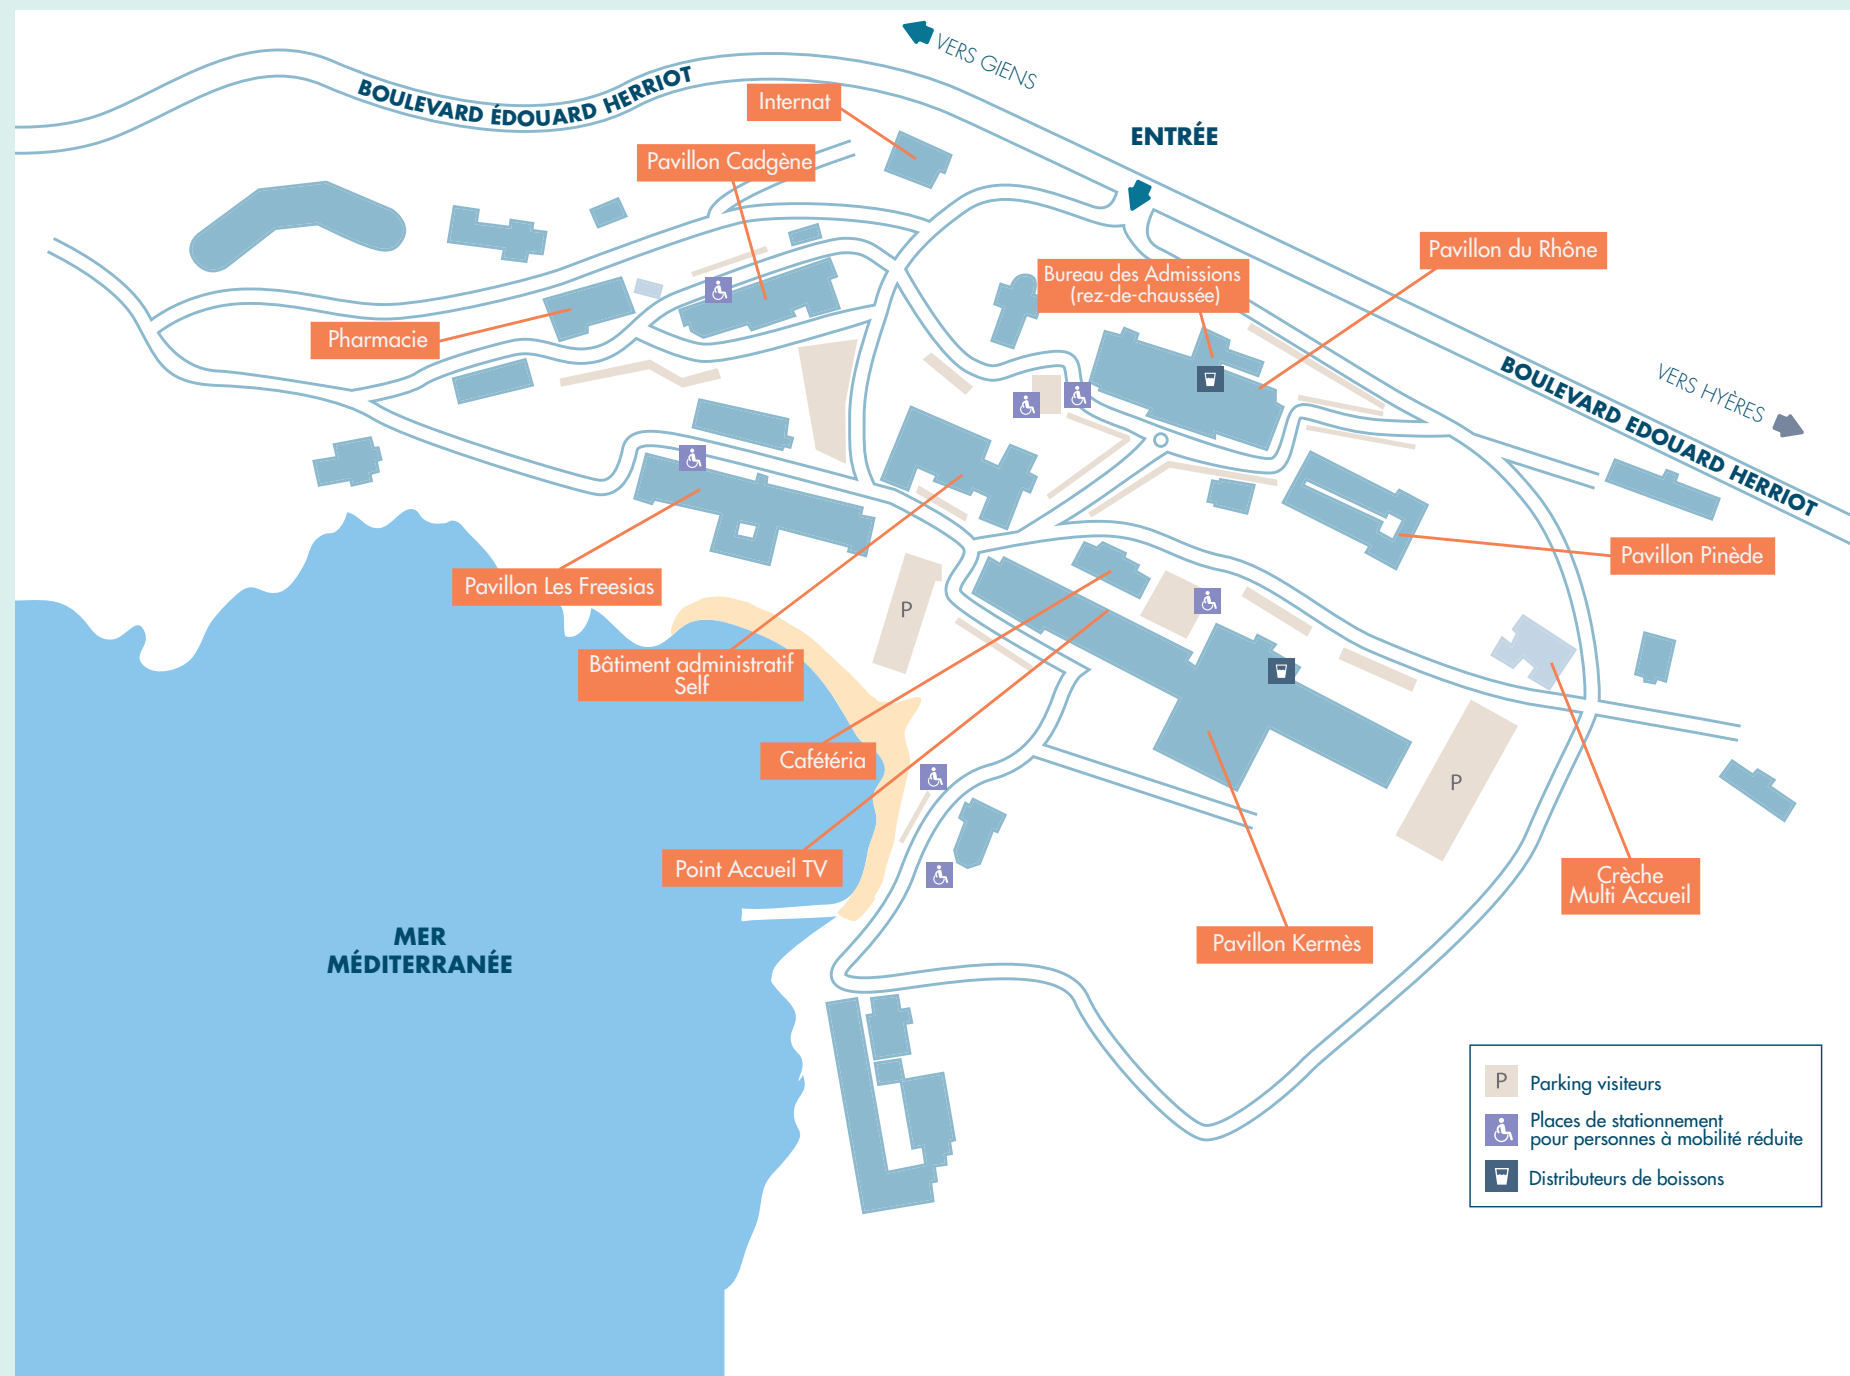 VERS GIENS
BOULEVARD ÉDOUARD HERRIOT
Internat
ENTRÉE
Pavillon Cadgène
Pavillon du Rhône
Bureau des Admissions
(rez-de-chaussée)
Pharmacie
VERS HYÈRES
BOULEVARD EDOUARD HERRIOT
Pavillon Pinède
Pavillon Les Freesias
P
Bâtiment administratif
Self
Cafétéria
P
Point Accueil TV
Crèche
Multi Accueil
Pavillon Kermès
MER
MÉDITERRANÉE
P Parking visiteurs
Places de stationnement
pour personnes à mobilité réduite
Distributeurs de boissons